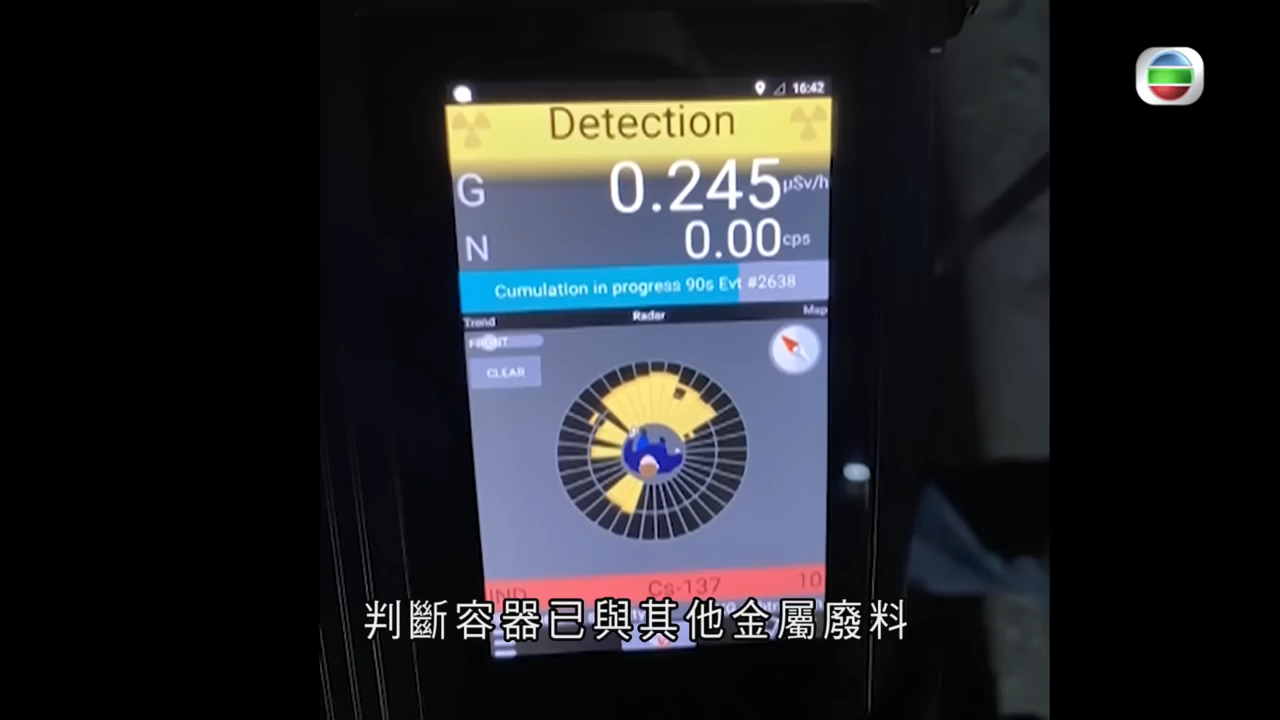 16:42
Detection
G 0.245 µSv/h
N 0.00 cps
Cumulation in progress 90s Evt #2638
Trend Radar Map
FRONT
CLEAR
IND Cs-137 10
判斷容器已與其他金屬廢料